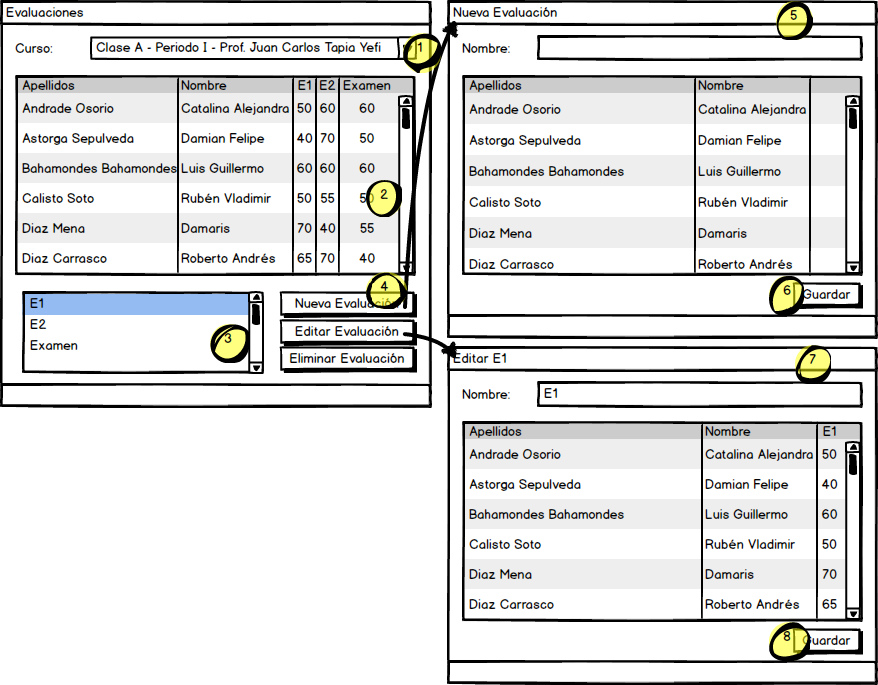 Evaluaciones
Curso: Clase A - Periodo I - Prof. Juan Carlos Tapia Yefi 1
Apellidos Nombre E1 E2 Examen
Andrade Osorio Catalina Alejandra 50 60 60
Astorga Sepulveda Damian Felipe 40 70 50
Bahamondes Bahamondes Luis Guillermo 60 60 60
Calisto Soto Rubén Vladimir 50 55 50 2
Diaz Mena Damaris 70 40 55
Diaz Carrasco Roberto Andrés 65 70 40
E1
E2
Examen
3
4
Nueva Evaluación
Editar Evaluación
Eliminar Evaluación
Nueva Evaluación 5
Nombre:
Apellidos Nombre
Andrade Osorio Catalina Alejandra
Astorga Sepulveda Damian Felipe
Bahamondes Bahamondes Luis Guillermo
Calisto Soto Rubén Vladimir
Diaz Mena Damaris
Diaz Carrasco Roberto Andrés
6 Guardar
Editar E1 7
Nombre: E1
Apellidos Nombre E1
Andrade Osorio Catalina Alejandra 50
Astorga Sepulveda Damian Felipe 40
Bahamondes Bahamondes Luis Guillermo 60
Calisto Soto Rubén Vladimir 50
Diaz Mena Damaris 70
Diaz Carrasco Roberto Andrés 65
8 Guardar